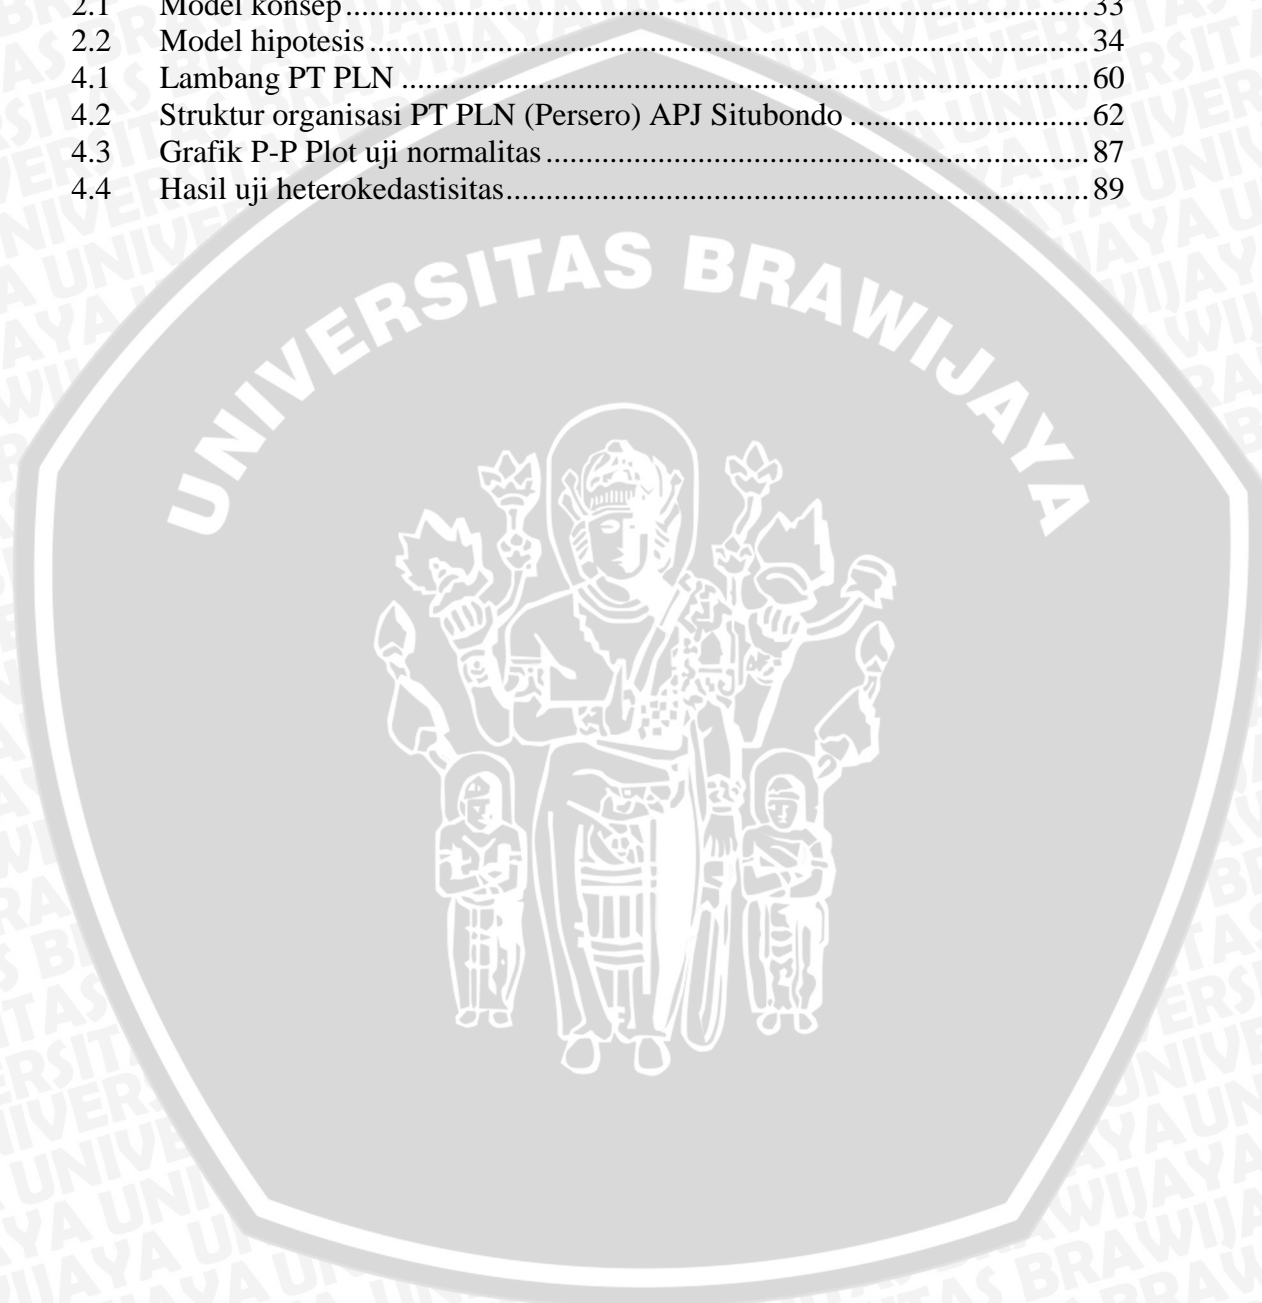 2.1 Model konsep........................................................................................33
2.2 Model hipotesis.....................................................................................34
4.1 Lambang PT PLN .................................................................................60
4.2 Struktur organisasi PT PLN (Persero) APJ Situbondo ............................62
4.3 Grafik P-P Plot uji normalitas................................................................87
4.4 Hasil uji heterokedastisitas.....................................................................89
UNIVERSITAS BRAWIJAYA